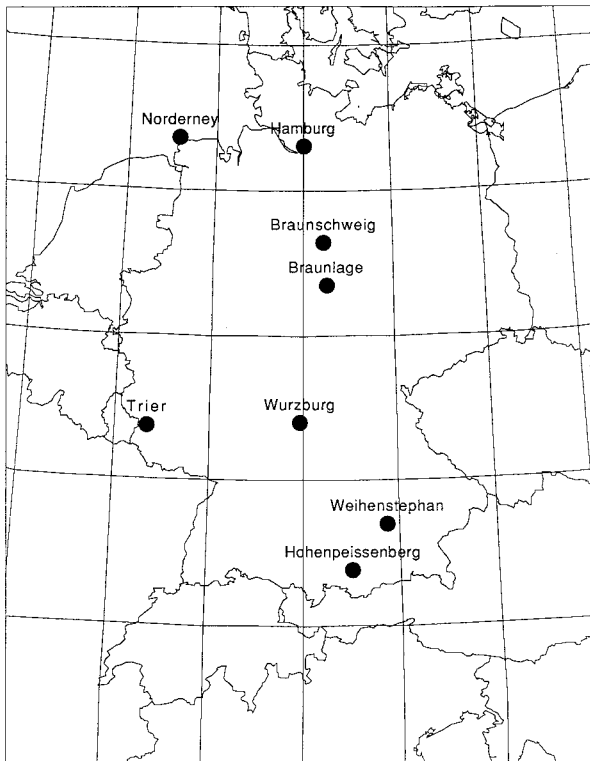 Norderney
Hamburg
Braunschweig
Braunlage
Trier
Wurzburg
Weihenstephan
Hohenpeissenberg